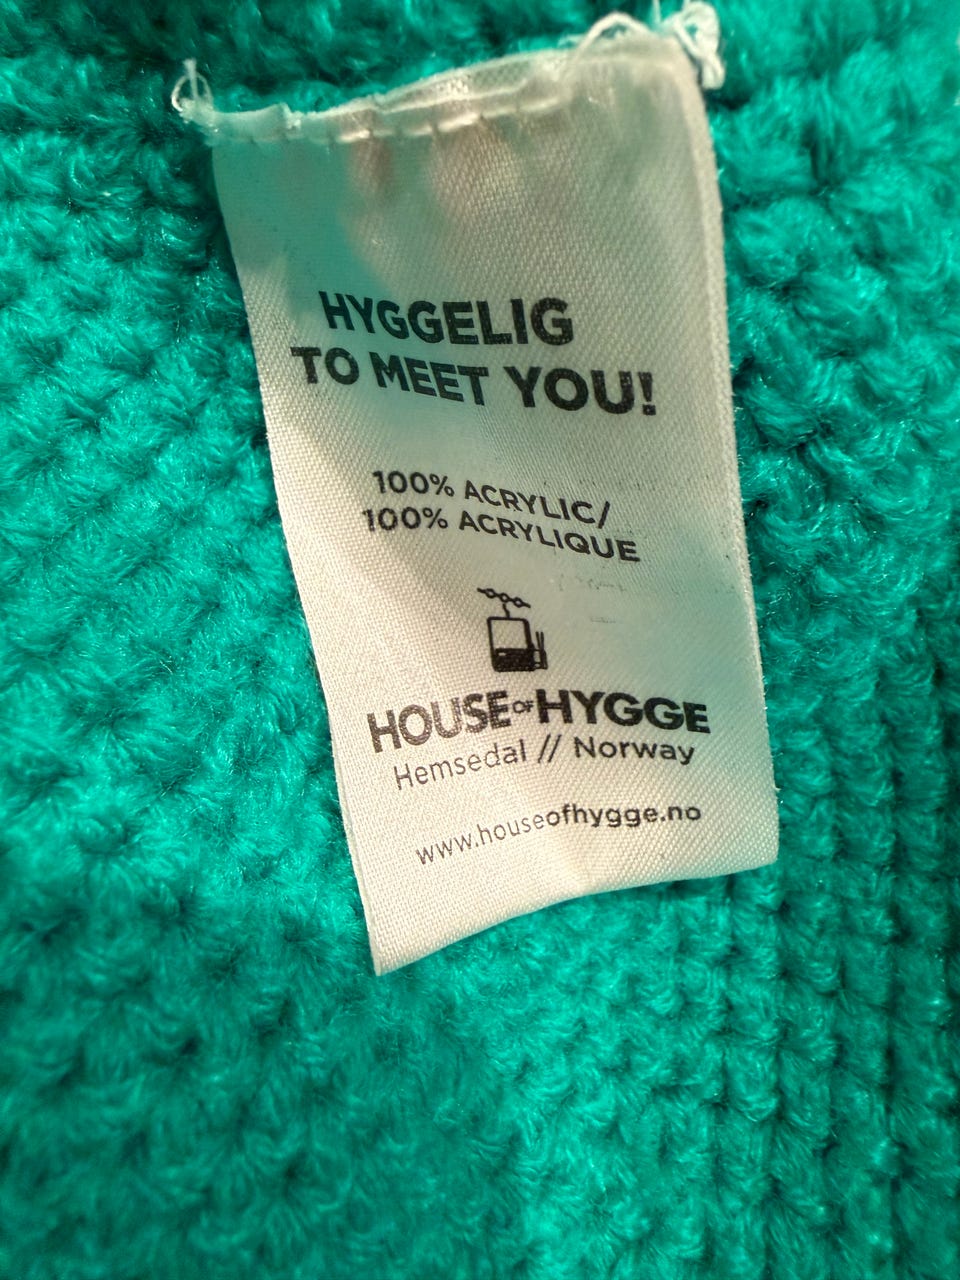 HYGGELIG
TO MEET YOU!
100% ACRYLIC/
100% ACRYLIQUE
HOUSE OF HYGGE
Hemsedal // Norway
www.houseofhygge.no